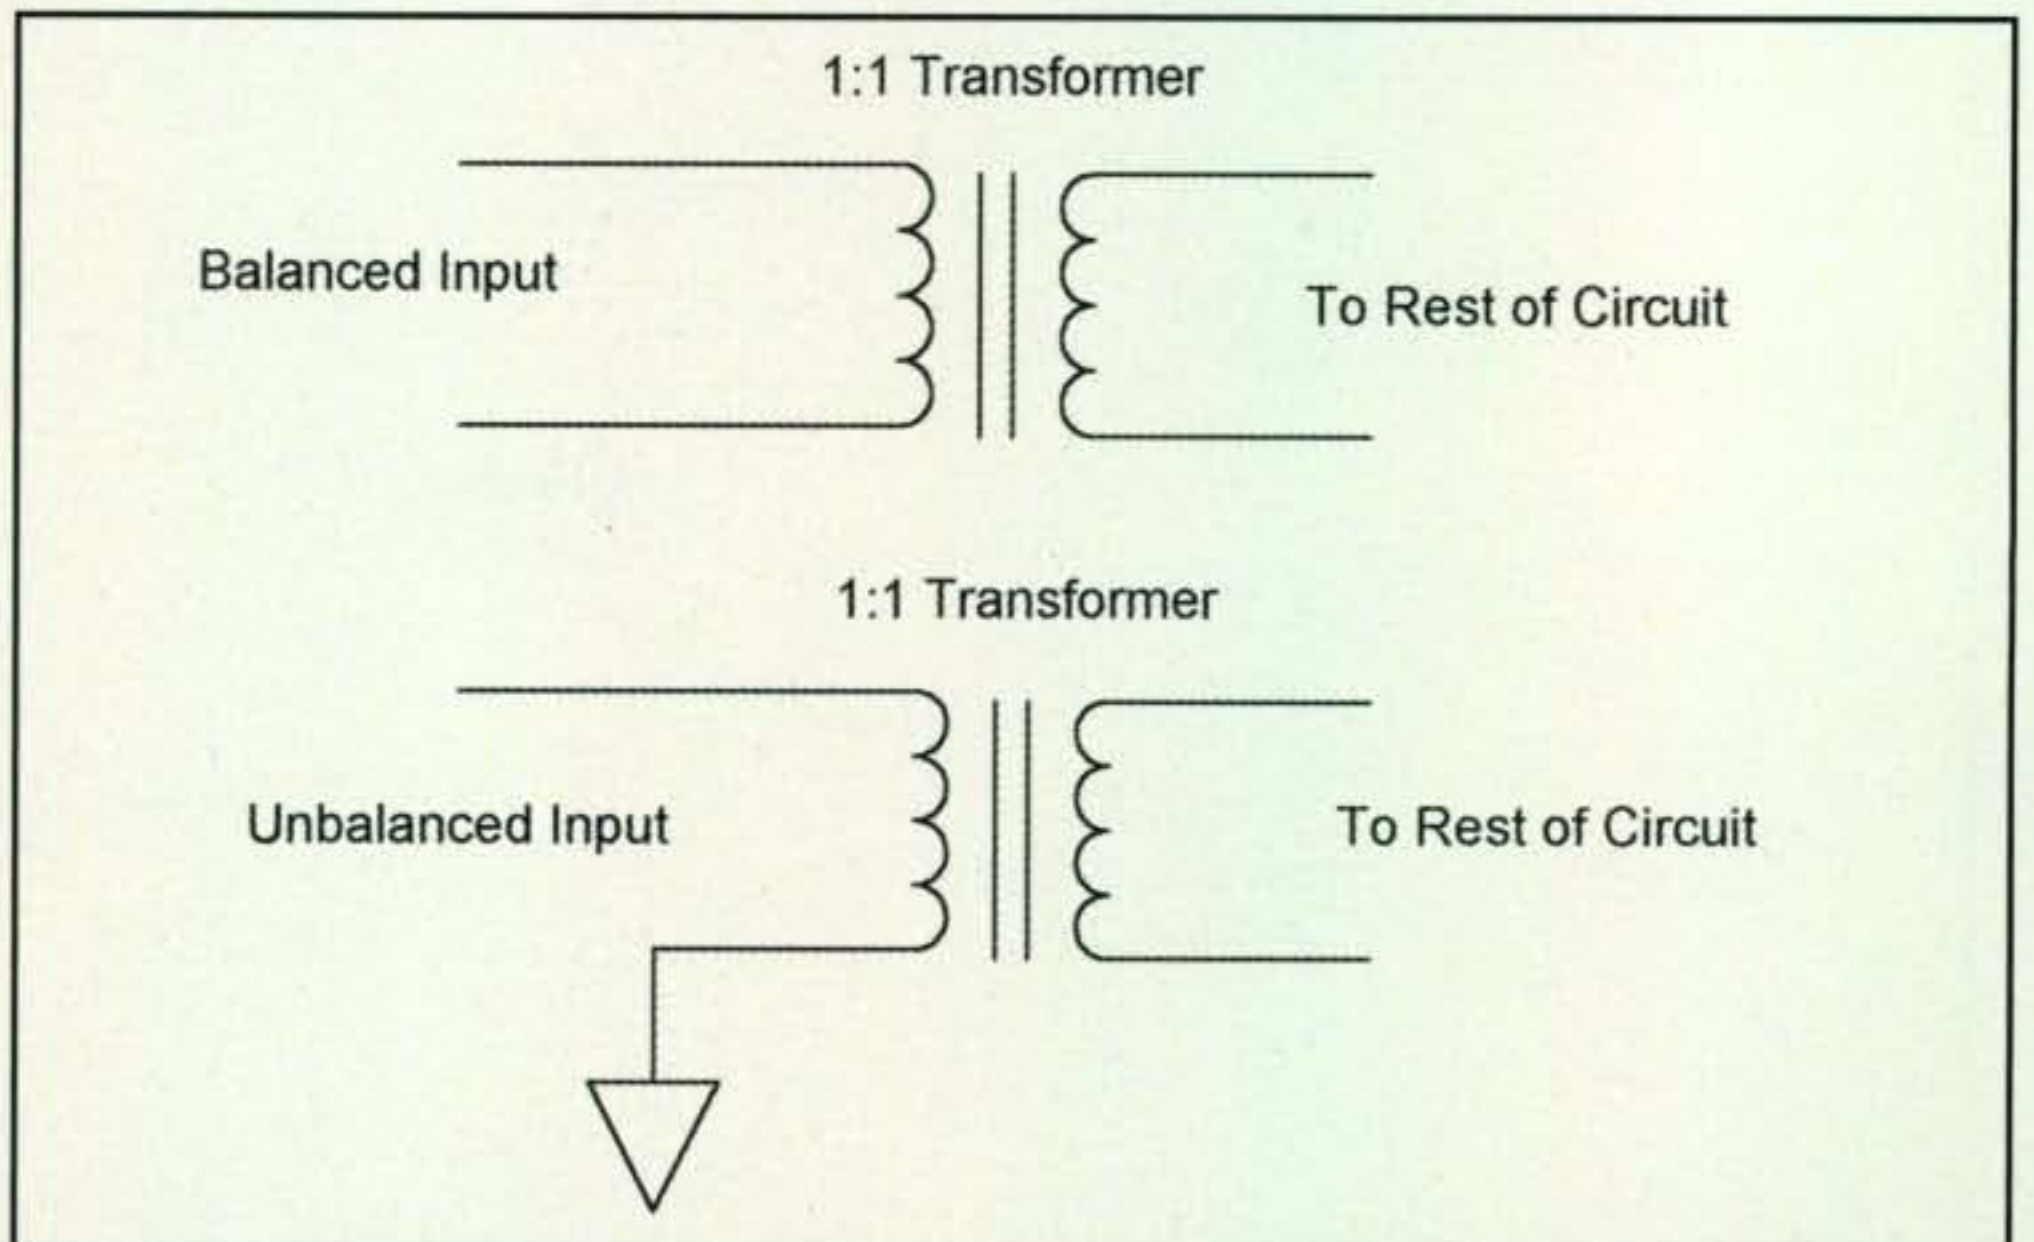 1:1 Transformer
Balanced Input
To Rest of Circuit
1:1 Transformer
Unbalanced Input
To Rest of Circuit